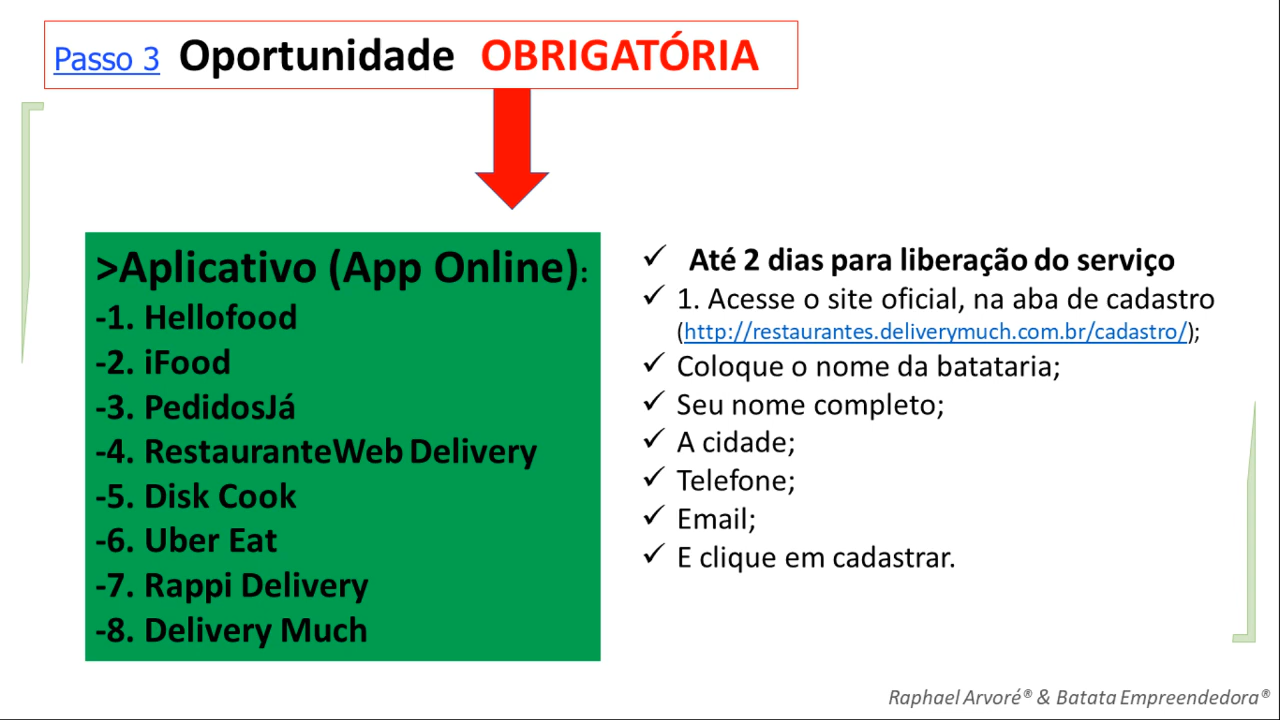 Passo 3 Oportunidade OBRIGATÓRIA
>Aplicativo (App Online):
-1. Hellofood
-2. iFood
-3. PedidosJá
-4. RestauranteWeb Delivery
-5. Disk Cook
-6. Uber Eat
-7. Rappi Delivery
-8. Delivery Much
✓ Até 2 dias para liberação do serviço
✓ 1. Acesse o site oficial, na aba de cadastro
(http://restaurantes.deliverymuch.com.br/cadastro/);
✓ Coloque o nome da batataria;
✓ Seu nome completo;
✓ A cidade;
✓ Telefone;
✓ Email;
✓ E clique em cadastrar.
Raphael Arvoré® & Batata Empreendedora®